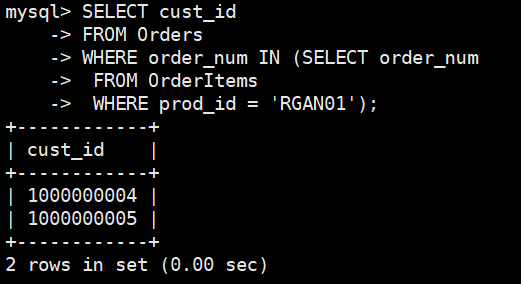 mysql> SELECT cust_id
    -> FROM Orders
    -> WHERE order_num IN (SELECT order_num
    ->  FROM OrderItems
    ->  WHERE prod_id = 'RGAN01');
+------------+
| cust_id    |
+------------+
| 1000000004 |
| 1000000005 |
+------------+
2 rows in set (0.00 sec)